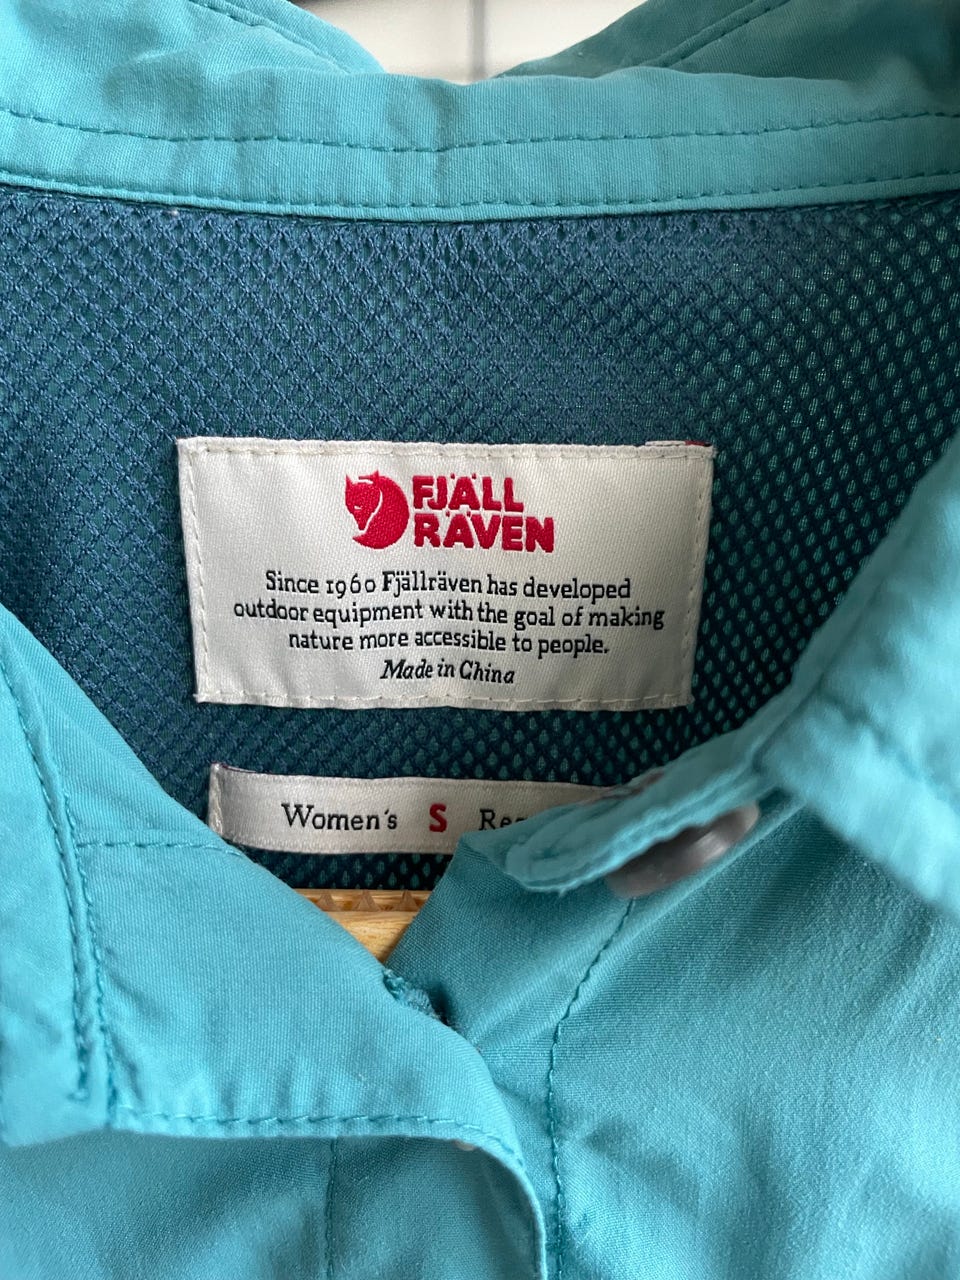 FJÄLL
RÄVEN
Since 1960 Fjällräven has developed
outdoor equipment with the goal of making
nature more accessible to people.
Made in China
Women's S